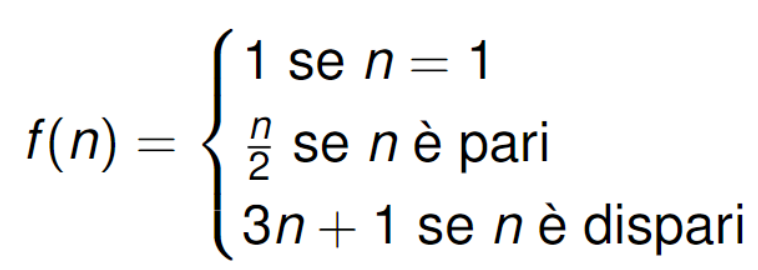 1 se n = 1
f(n) = n/2 se n è pari
3n + 1 se n è dispari